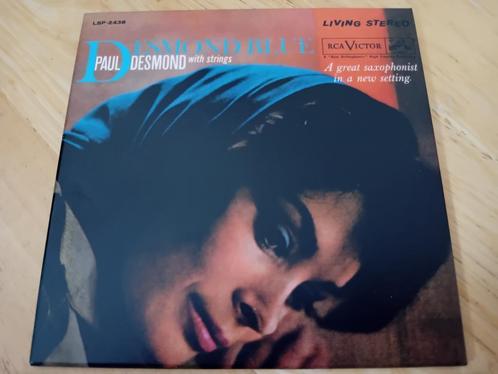 LSP-2438
LIVING STEREO
DESMOND BLUE
PAUL DESMOND with strings
RCA VICTOR
A great saxophonist
in a new setting.